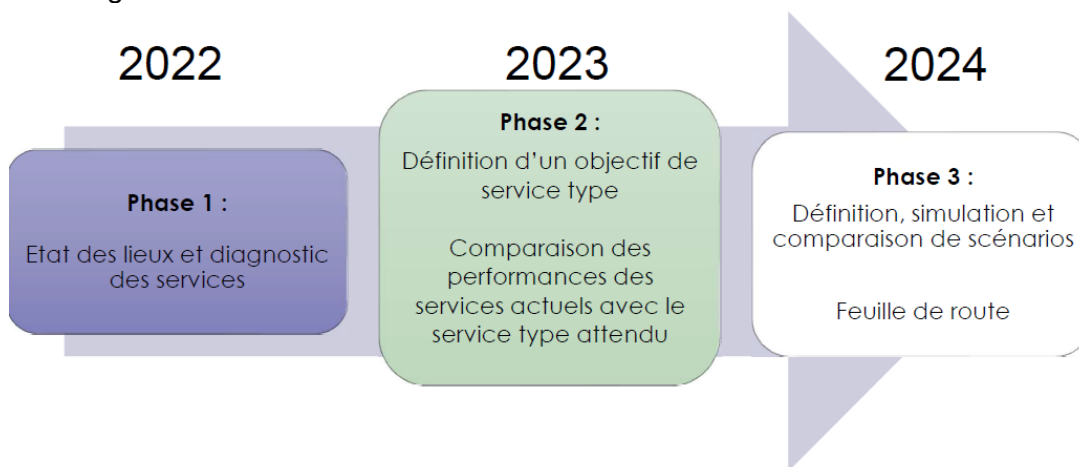 2022
2023
2024
Phase 1 :
Etat des lieux et diagnostic
des services
Phase 2 :
Définition d'un objectif de
service type
Comparaison des
performances des
services actuels avec le
service type attendu
Phase 3 :
Définition, simulation et
comparaison de scénarios
Feuille de route